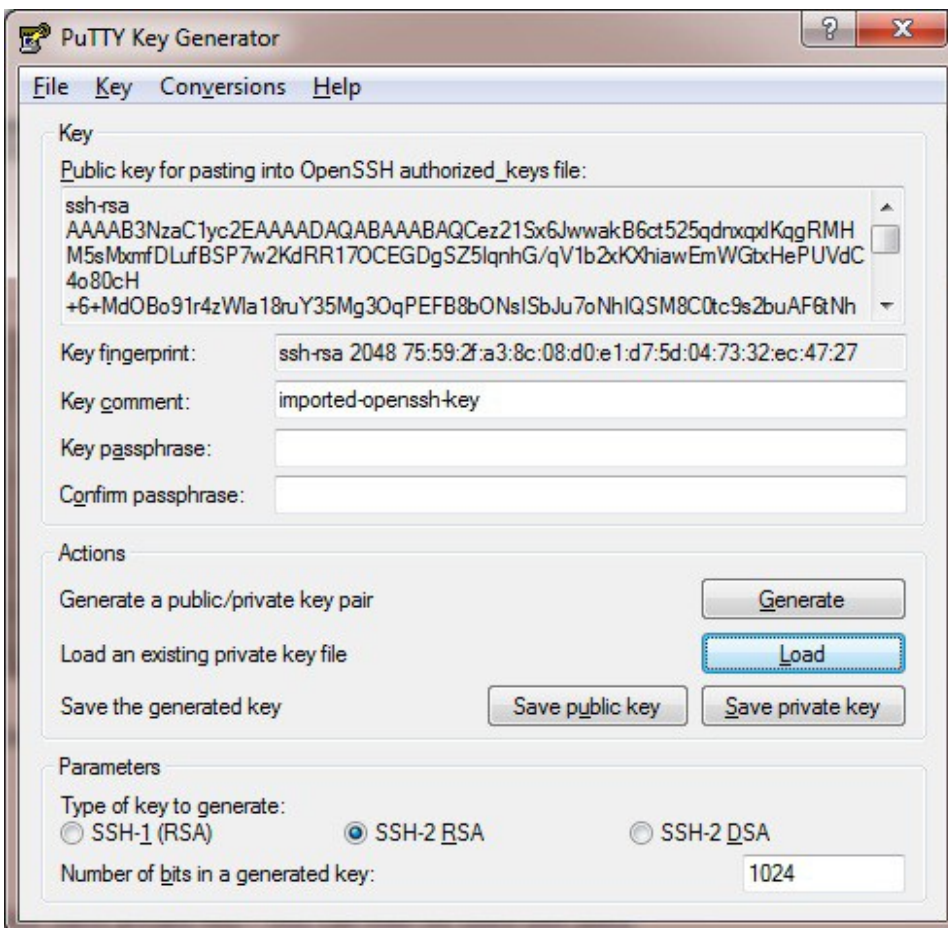 PuTTY Key Generator
File Key Conversions Help
Key
Public key for pasting into OpenSSH authorized_keys file:
ssh-rsa
AAAAB3NzaC1yc2EAAAADAQABAAABAQCez21Sx6JwwakB6ct525qdnxqxlKqgRMH
M5sMxmfDLufBSP7w2KdRR17OCEGDgSZ5lqnhG/qV1b2xKXhiawEmWGtxHePUVdC
4o80cH
+6+MdOBo91r4zWla18ruY35Mg3OqPEFB8bONsISbJu7oNhlQSM8C0tc9s2buAF6tNh
Key fingerprint: ssh-rsa 2048 75:59:2f:a3:8c:08:d0:e1:d7:5d:04:73:32:ec:47:27
Key comment: imported-openssh-key
Key passphrase:
Confirm passphrase:
Actions
Generate a public/private key pair Generate
Load an existing private key file Load
Save the generated key Save public key Save private key
Parameters
Type of key to generate:
SSH-1 (RSA) SSH-2 RSA SSH-2 DSA
Number of bits in a generated key: 1024